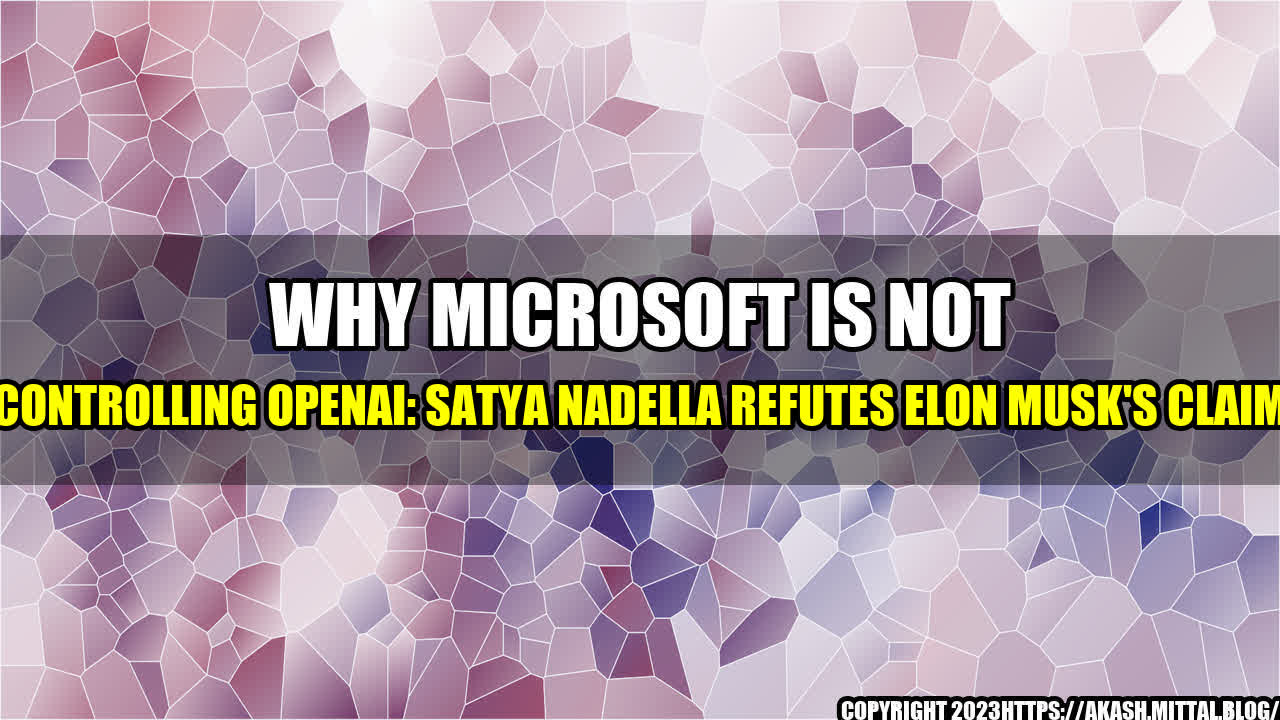 WHY MICROSOFT IS NOT
CONTROLLING OPENAI: SATYA NADELLA REFUTES ELON MUSK'S CLAIM
COPYRIGHT 2023HTTPS://AKASH.MITTAL.BLOG/